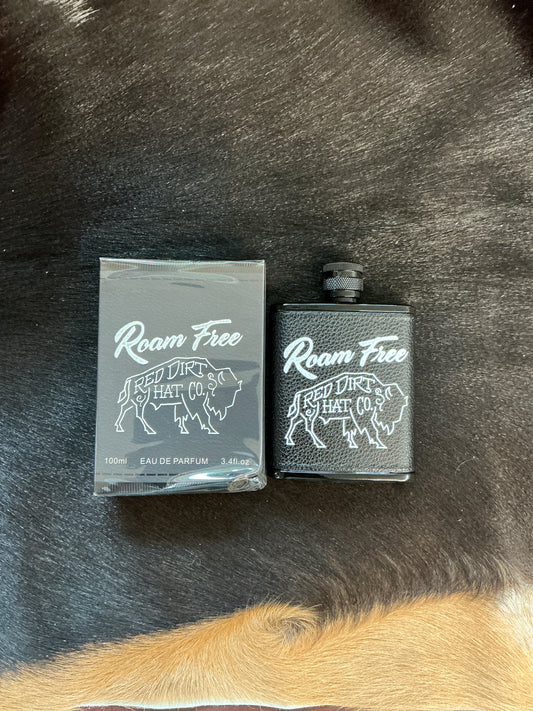 Roam Free
RED DIRT
HAT CO.
100ml EAU DE PARFUM 3.4fl.oz
Roam Free
RED DIRT
HAT CO.